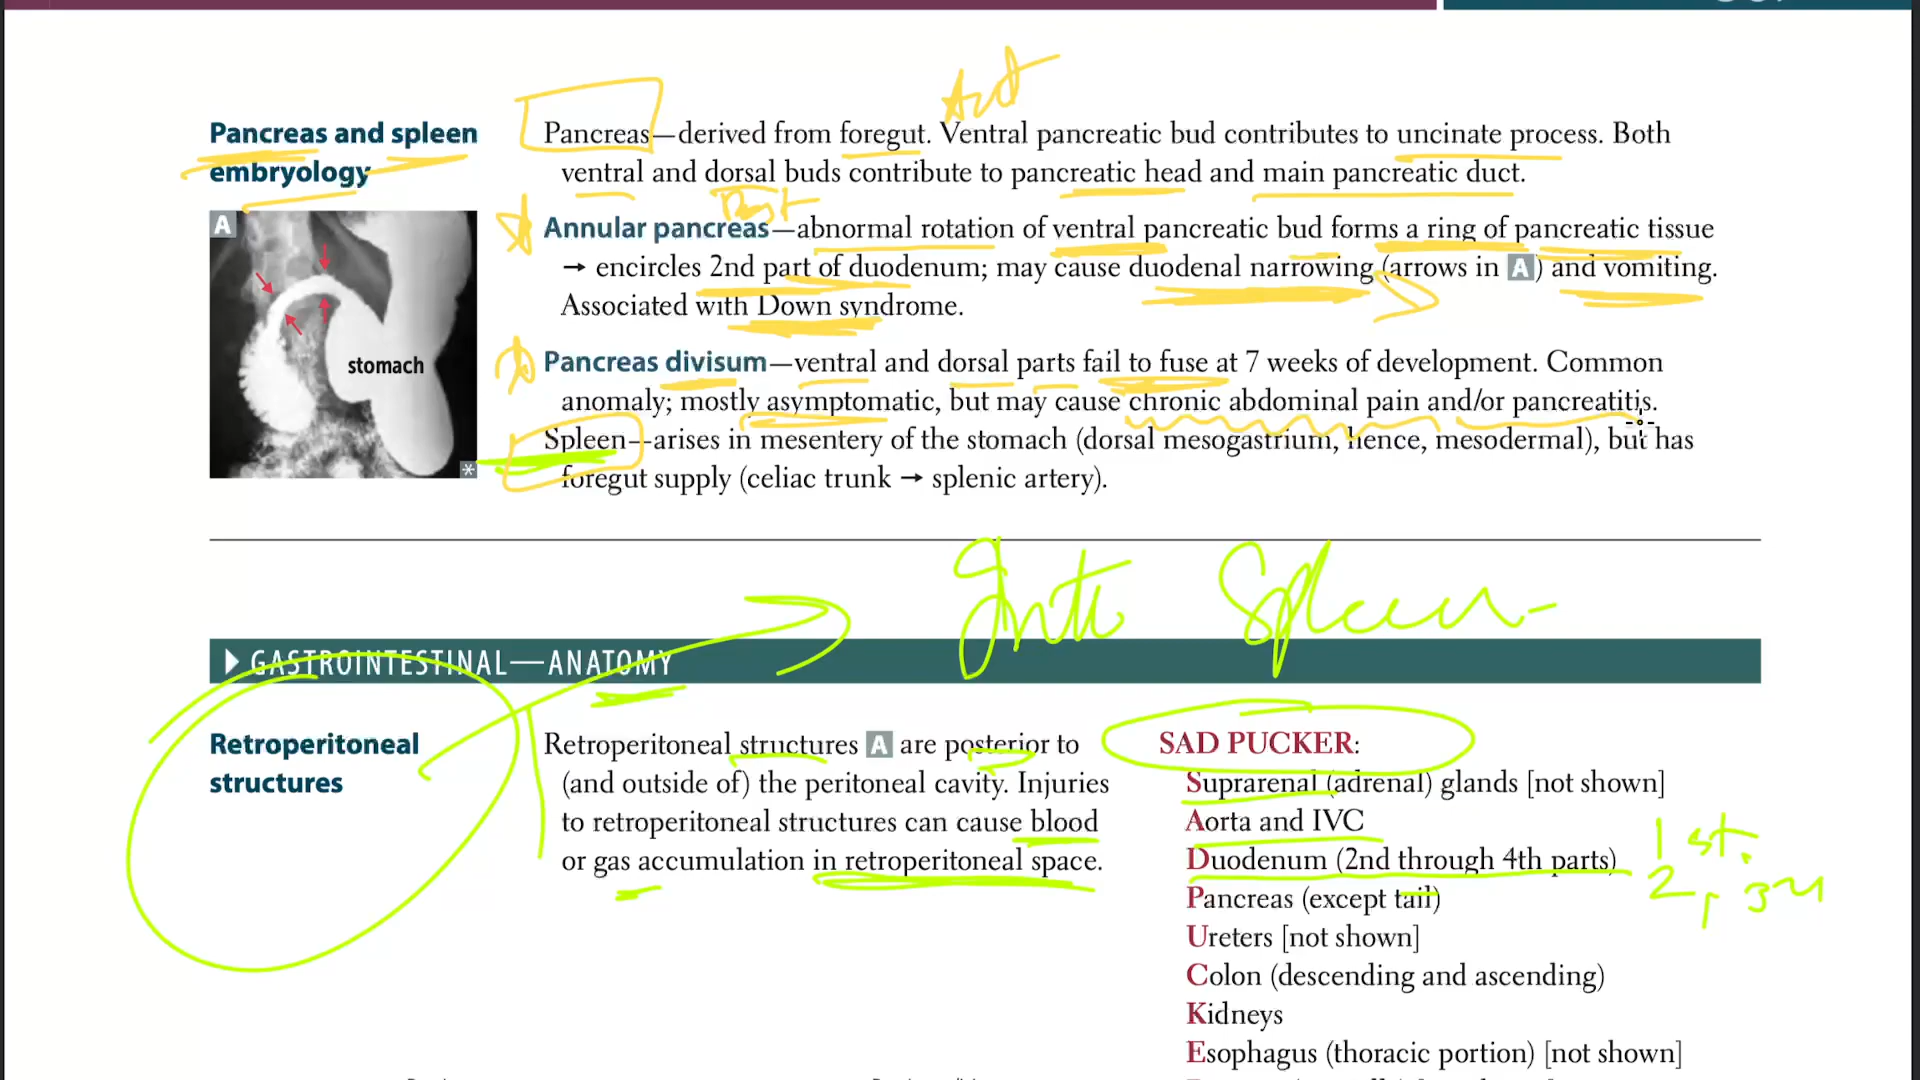 Ant
Pancreas and spleen
embryology
Pancreas—derived from foregut. Ventral pancreatic bud contributes to uncinate process. Both
ventral and dorsal buds contribute to pancreatic head and main pancreatic duct.
Post
A
stomach
*
Annular pancreas—abnormal rotation of ventral pancreatic bud forms a ring of pancreatic tissue
→ encircles 2nd part of duodenum; may cause duodenal narrowing (arrows in A) and vomiting.
Associated with Down syndrome.
Pancreas divisum—ventral and dorsal parts fail to fuse at 7 weeks of development. Common
anomaly; mostly asymptomatic, but may cause chronic abdominal pain and/or pancreatitis.
Spleen—arises in mesentery of the stomach (dorsal mesogastrium, hence, mesodermal), but has
foregut supply (celiac trunk → splenic artery).
Spleen
GASTROINTESTINAL—ANATOMY
Retroperitoneal
structures
Retroperitoneal structures A are posterior to
(and outside of) the peritoneal cavity. Injuries
to retroperitoneal structures can cause blood
or gas accumulation in retroperitoneal space.
SAD PUCKER:
Suprarenal (adrenal) glands [not shown]
Aorta and IVC
Duodenum (2nd through 4th parts)
Pancreas (except tail)
Ureters [not shown]
Colon (descending and ascending)
Kidneys
Esophagus (thoracic portion) [not shown]
1st.
2, 3rd